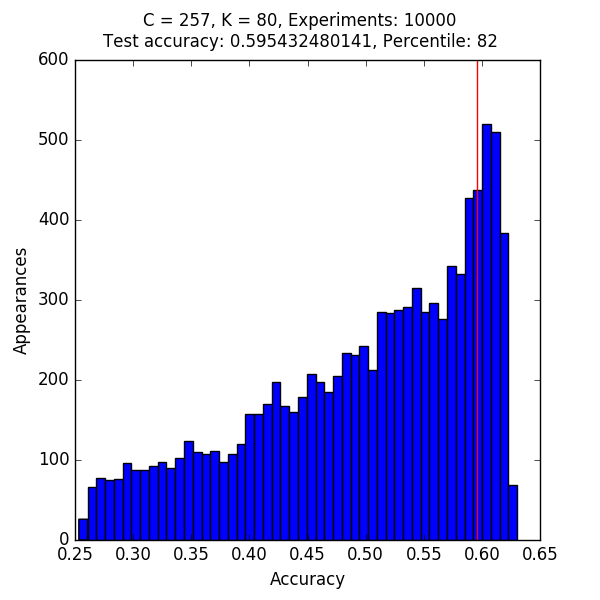 C = 257, K = 80, Experiments: 10000
Test accuracy: 0.595432480141, Percentile: 82
600
500
400
300
200
100
0
Appearances
0.25 0.30 0.35 0.40 0.45 0.50 0.55 0.60 0.65
Accuracy